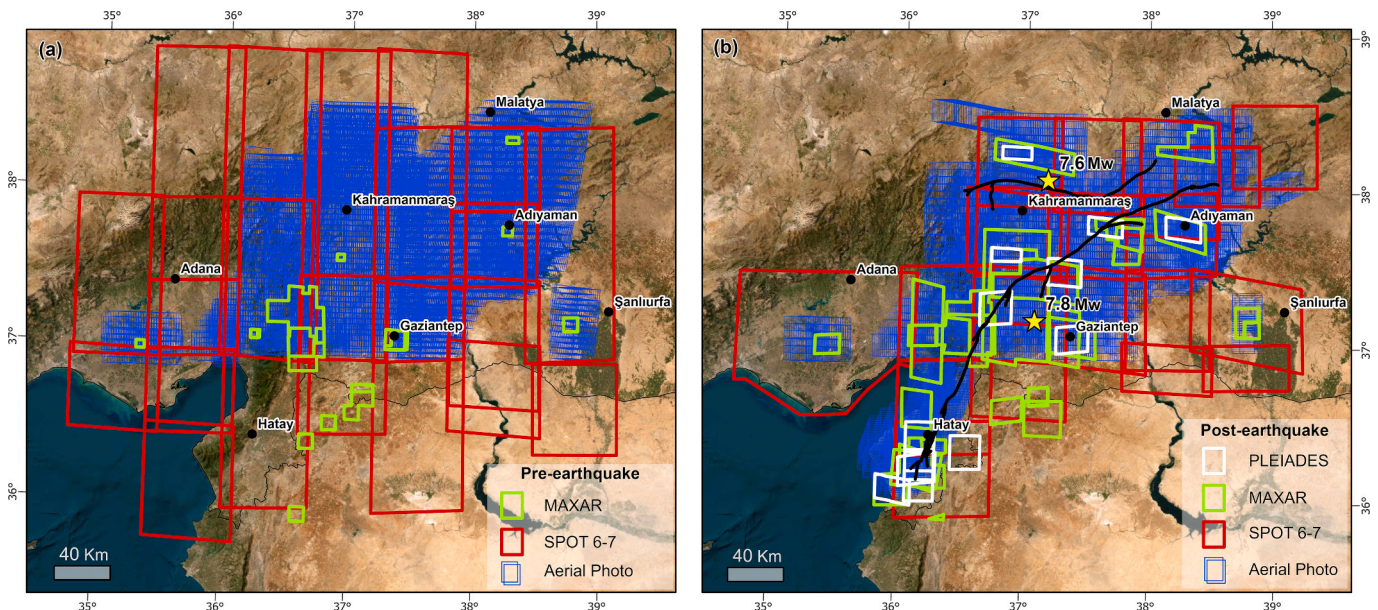 35° 36° 37° 38° 39°
(a)
Malatya
38°
Kahramanmaraş
Adıyaman
Adana
Şanlıurfa
37°
Gaziantep
Hatay
36°
Pre-earthquake
MAXAR
SPOT 6-7
Aerial Photo
40 Km
35° 36° 37° 38° 39°
36° 37° 38° 39°
(b)
39°
Malatya
7.6 Mw
38°
Kahramanmaraş
Adıyaman
Adana
7.8 Mw
Şanlıurfa
Gaziantep
37°
Hatay
Post-earthquake
PLEIADES
MAXAR
36°
SPOT 6-7
Aerial Photo
40 Km
35° 36° 37° 38° 39°